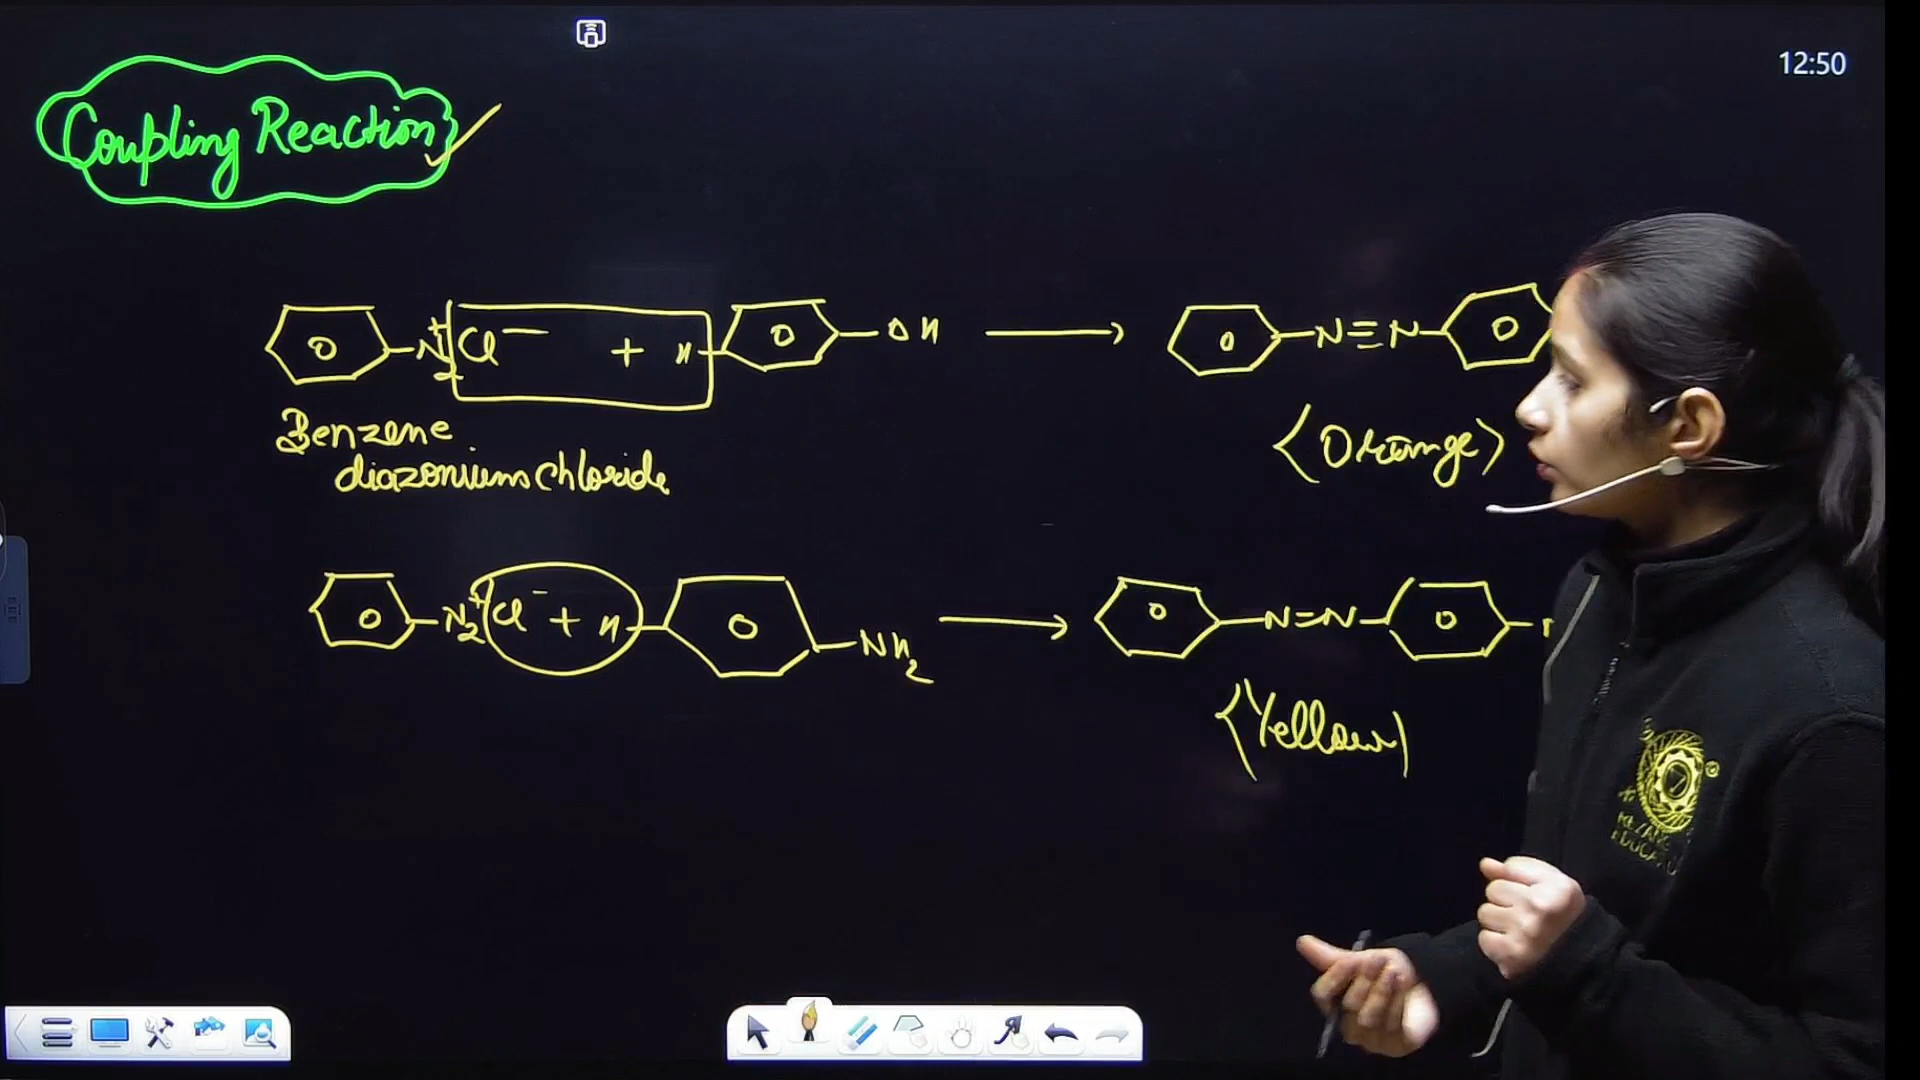 12:50
Coupling Reaction
N₂⁺Cl⁻ + H OH → N≡N
Benzene
diazonium chloride
(Orange)
N₂⁺Cl⁻ + H NH₂ → N=N
(Yellow)